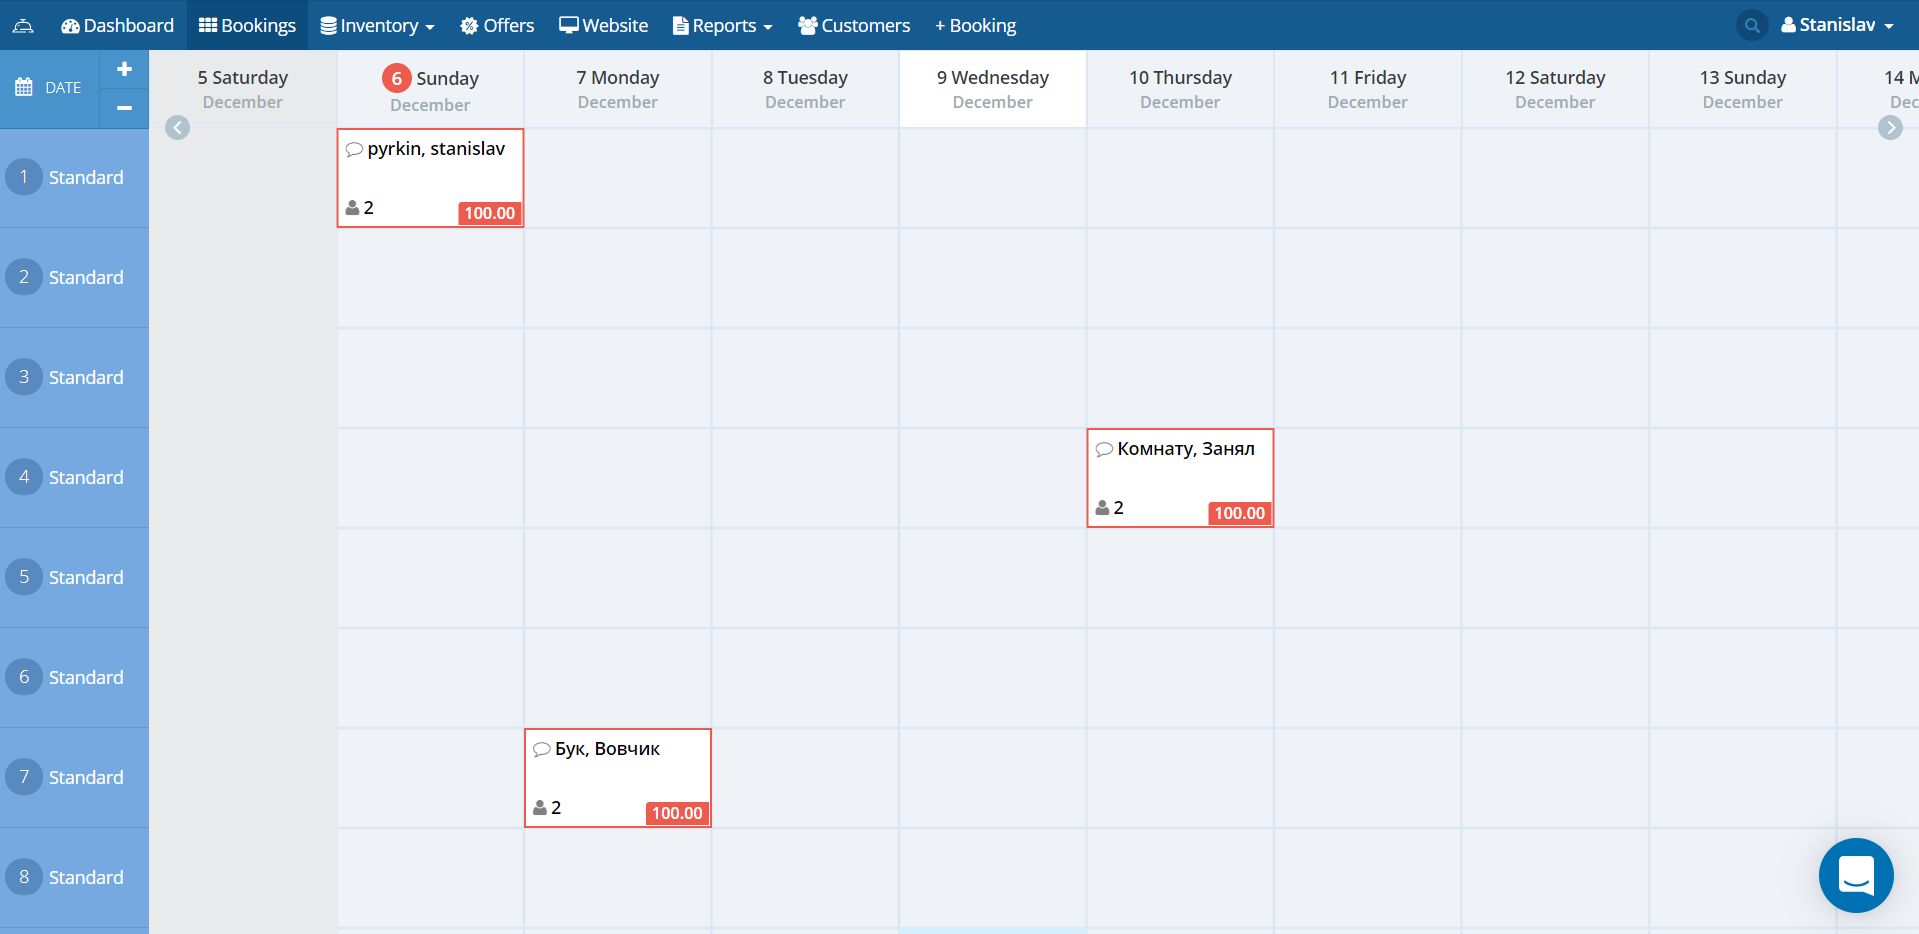 Dashboard Bookings Inventory Offers Website Reports Customers + Booking Stanislav
DATE + −
5 Saturday 6 Sunday 7 Monday 8 Tuesday 9 Wednesday 10 Thursday 11 Friday 12 Saturday 13 Sunday 14 M
December December December December December December December December December Dec
1 Standard
pyrkin, stanislav
2 100.00
2 Standard
3 Standard
4 Standard
Комнату, Занял
2 100.00
5 Standard
6 Standard
7 Standard
Бук, Вовчик
2 100.00
8 Standard